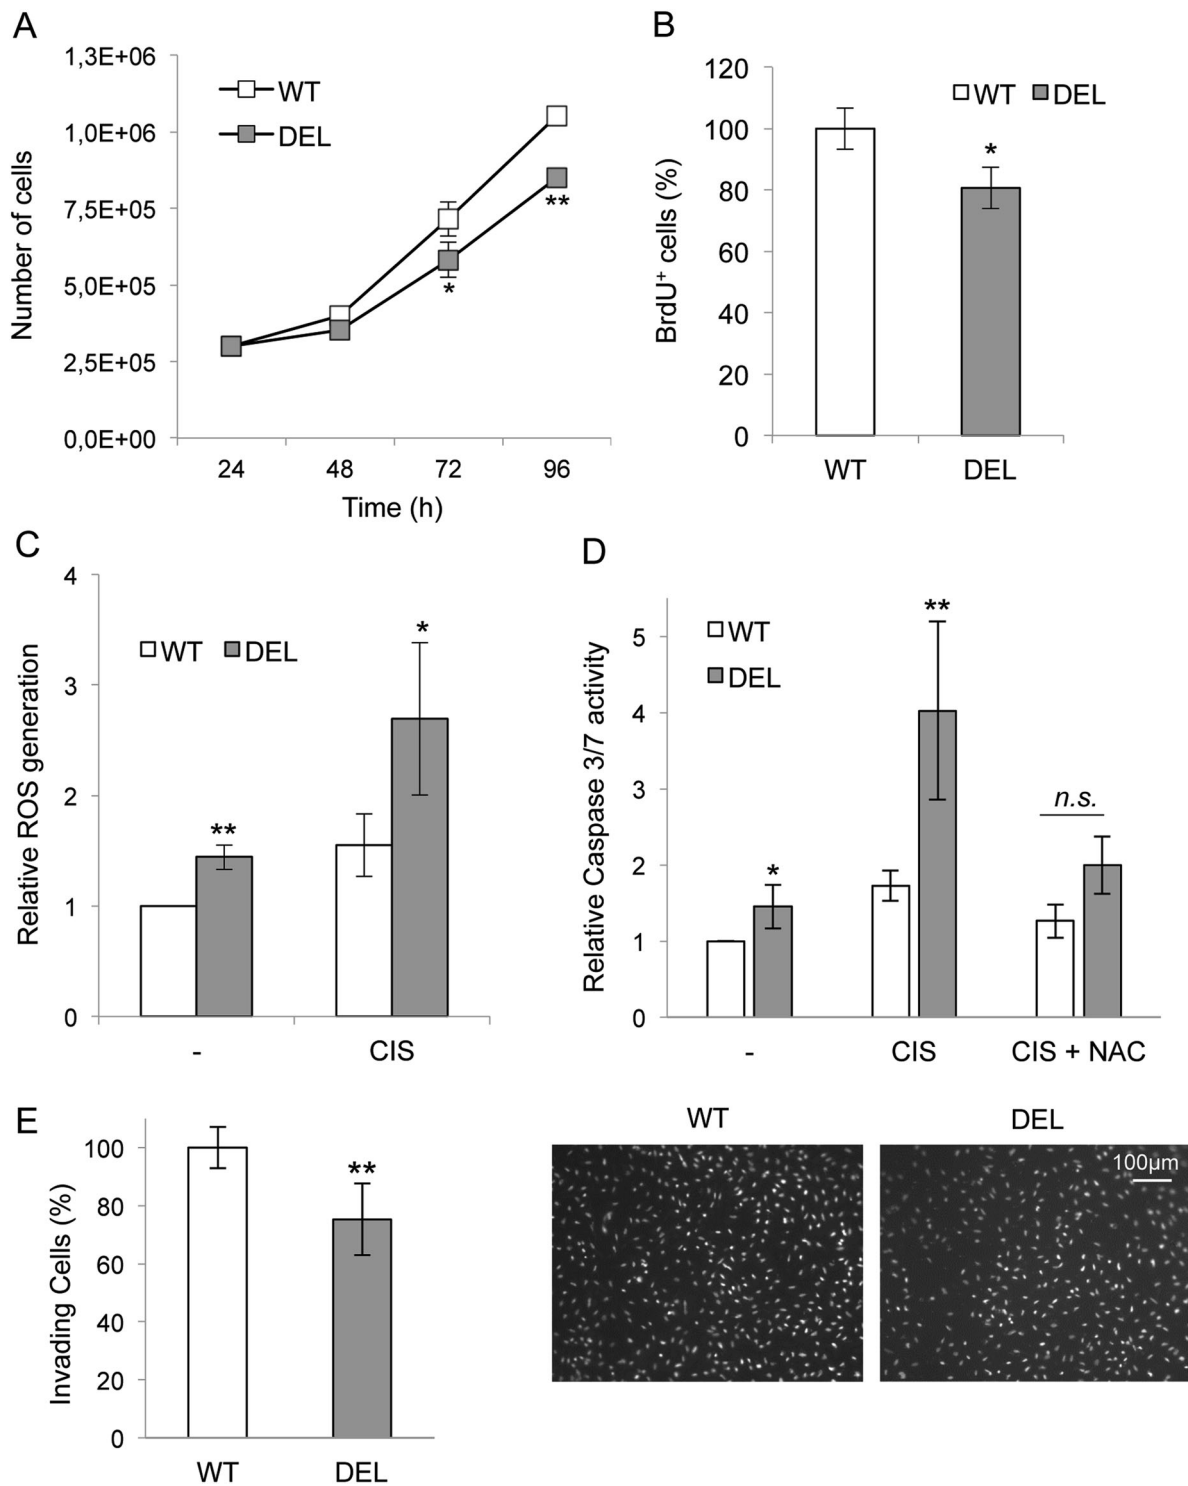 A
1,3E+06
1,0E+06
7,5E+05
5,0E+05
2,5E+05
0,0E+00
Number of cells
WT
DEL
*
**
24 48 72 96
Time (h)
B
120
100
80
60
40
20
0
BrdU+ cells (%)
WT DEL
*
WT DEL
C
4
3
2
1
0
Relative ROS generation
WT DEL
**
*
- CIS
D
5
4
3
2
1
0
Relative Caspase 3/7 activity
WT
DEL
*
**
n.s.
- CIS CIS + NAC
E
100
80
60
40
20
0
Invading Cells (%)
**
WT DEL
WT DEL
100µm